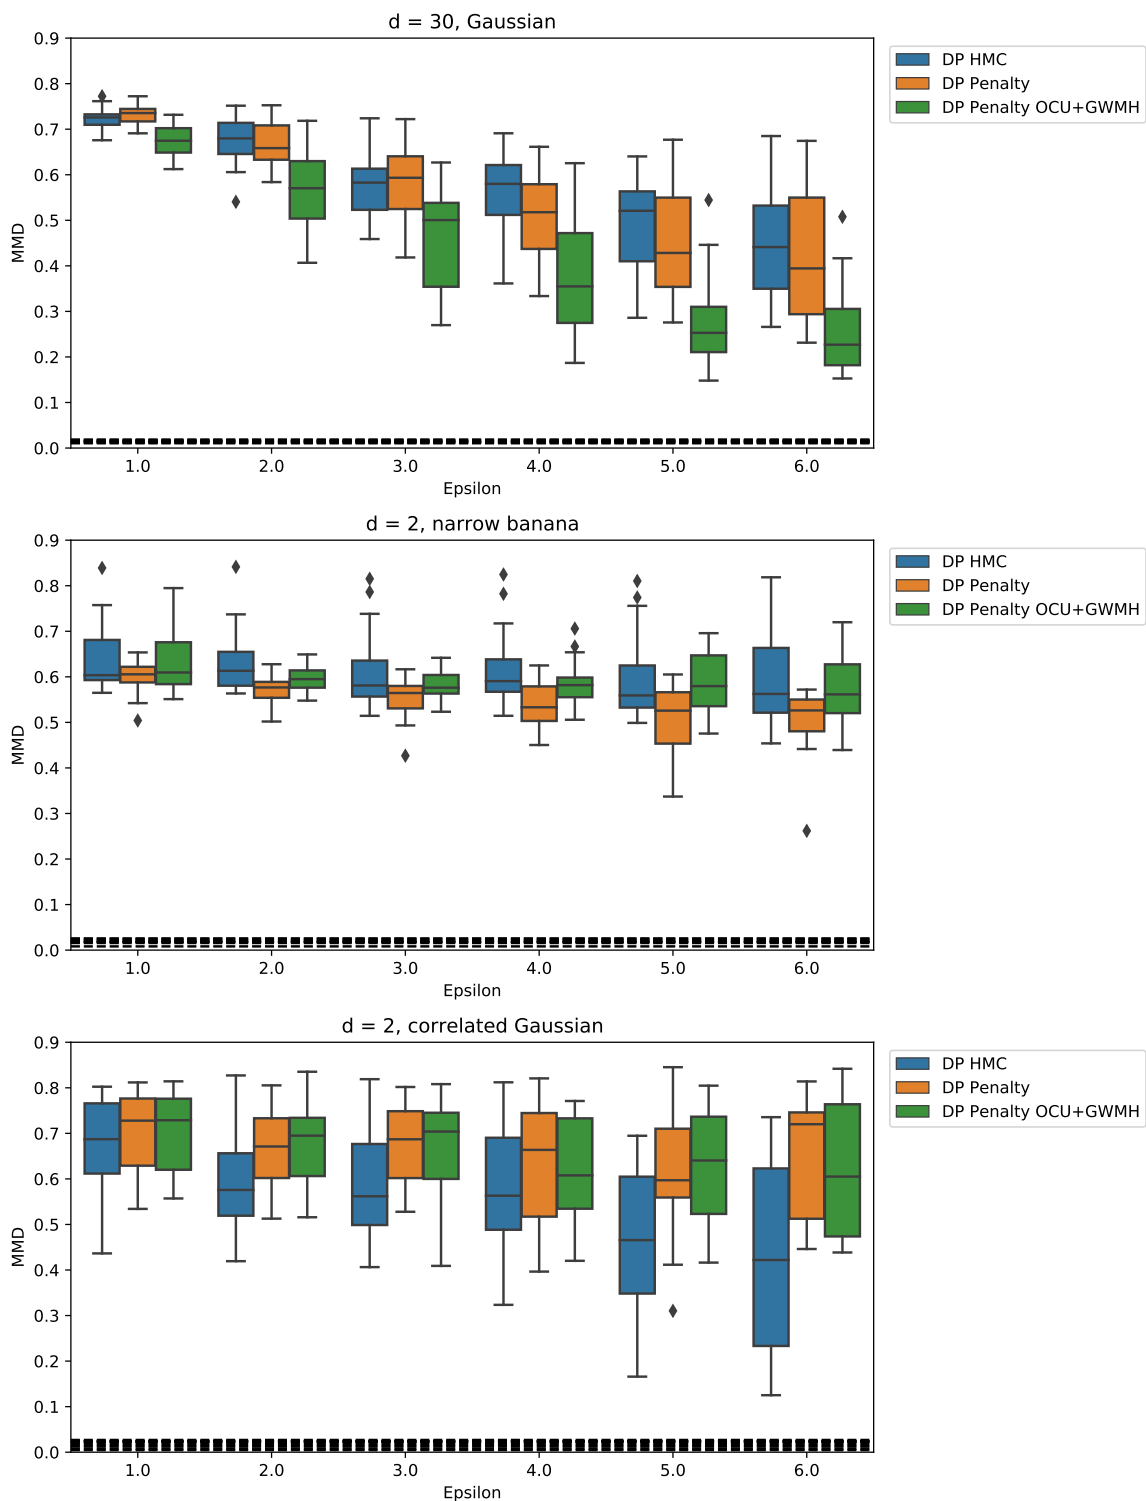 d = 30, Gaussian
0.9
0.8
0.7
0.6
0.5
0.4
0.3
0.2
0.1
0.0
MMD
1.0 2.0 3.0 4.0 5.0 6.0
Epsilon
DP HMC
DP Penalty
DP Penalty OCU+GWMH
d = 2, narrow banana
0.9
0.8
0.7
0.6
0.5
0.4
0.3
0.2
0.1
0.0
MMD
1.0 2.0 3.0 4.0 5.0 6.0
Epsilon
DP HMC
DP Penalty
DP Penalty OCU+GWMH
d = 2, correlated Gaussian
0.9
0.8
0.7
0.6
0.5
0.4
0.3
0.2
0.1
0.0
MMD
1.0 2.0 3.0 4.0 5.0 6.0
Epsilon
DP HMC
DP Penalty
DP Penalty OCU+GWMH